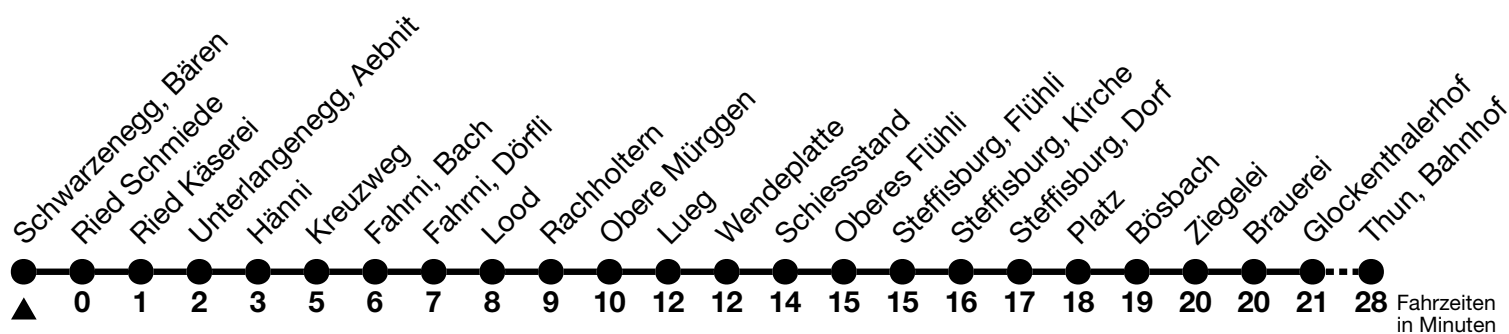 Schwarzenegg, Bären
Ried Schmiede
Ried Käserei
Unterlangenegg, Aebnit
Hänni
Kreuzweg
Fahrni, Bach
Fahrni, Dörfli
Lood
Rachholtern
Obere Mürggen
Lueg
Wendeplatte
Schiessstand
Oberes Flühli
Steffisburg, Flühli
Steffisburg, Kirche
Steffisburg, Dorf
Platz
Bösbach
Ziegelei
Brauerei
Glockenthalerhof
Thun, Bahnhof
0 1 2 3 5 6 7 8 9 10 12 12 14 15 15 16 17 18 19 20 20 21 28 Fahrzeiten
in Minuten